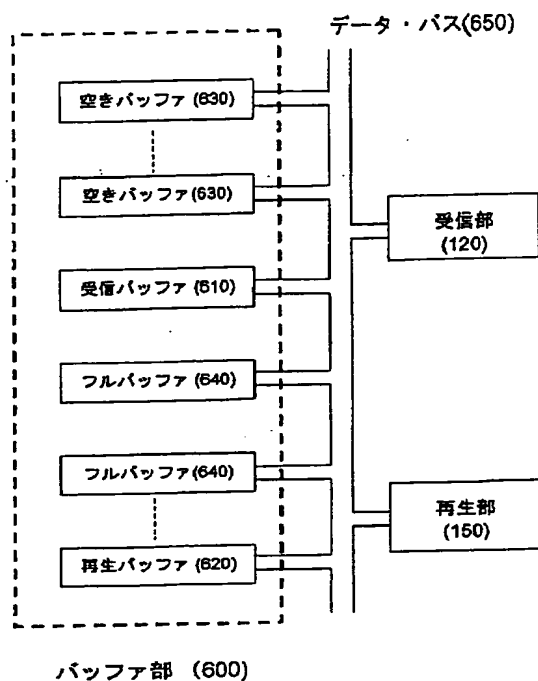 データ・バス(650)
空きバッファ (630)
空きバッファ(630)
受信部
(120)
受信バッファ(610)
フルバッファ(640)
フルバッファ(640)
再生部
(150)
再生バッファ(620)
バッファ部 (600)